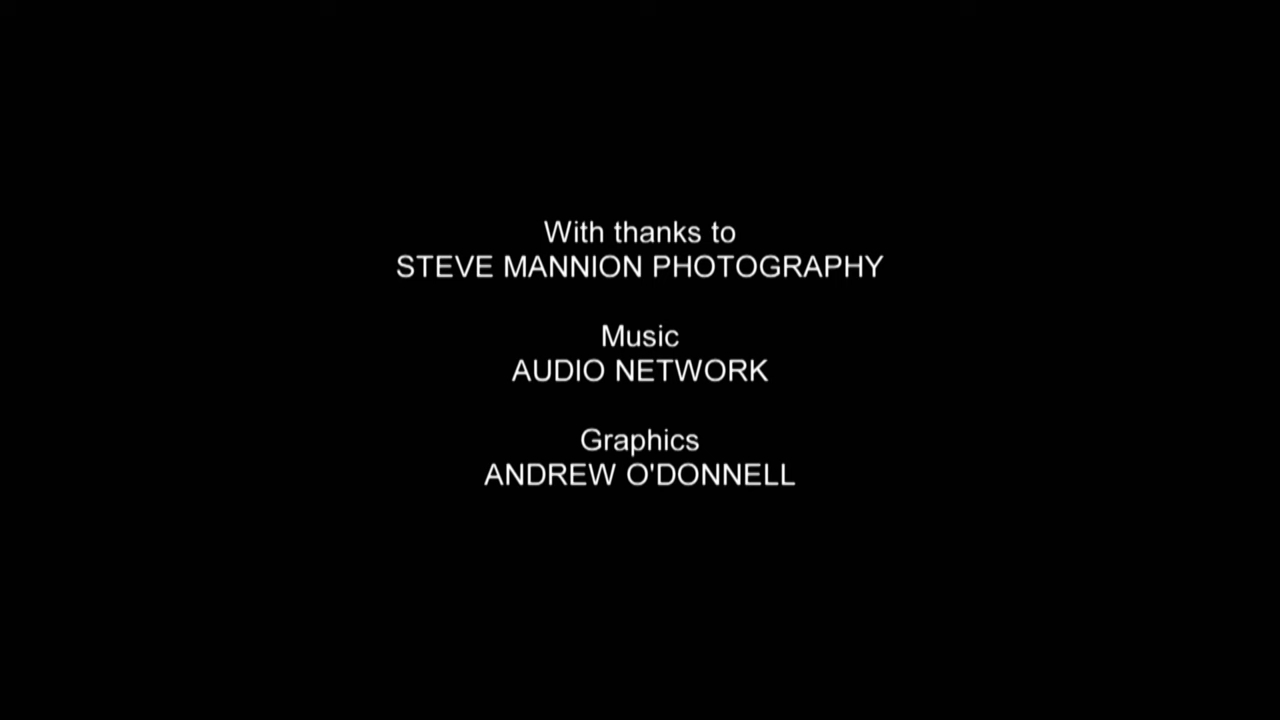 With thanks to
STEVE MANNION PHOTOGRAPHY
Music
AUDIO NETWORK
Graphics
ANDREW O'DONNELL